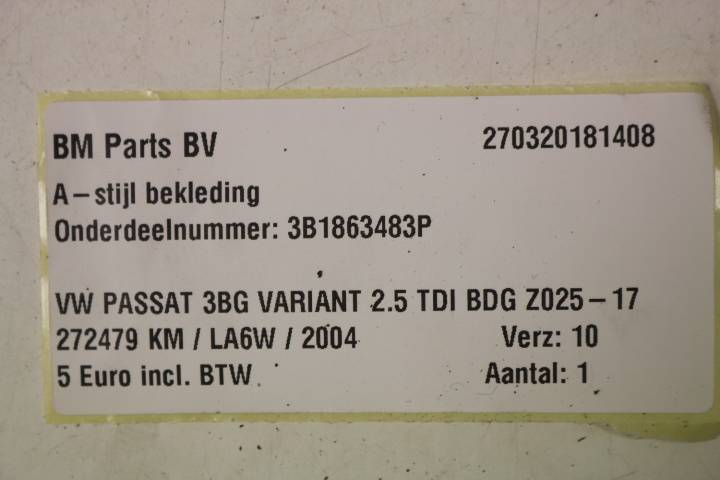 BM Parts BV 270320181408
A-stijl bekleding
Onderdeelnummer: 3B1863483P
VW PASSAT 3BG VARIANT 2.5 TDI BDG Z025-17
272479 KM / LA6W / 2004 Verz: 10
5 Euro incl. BTW. Aantal: 1